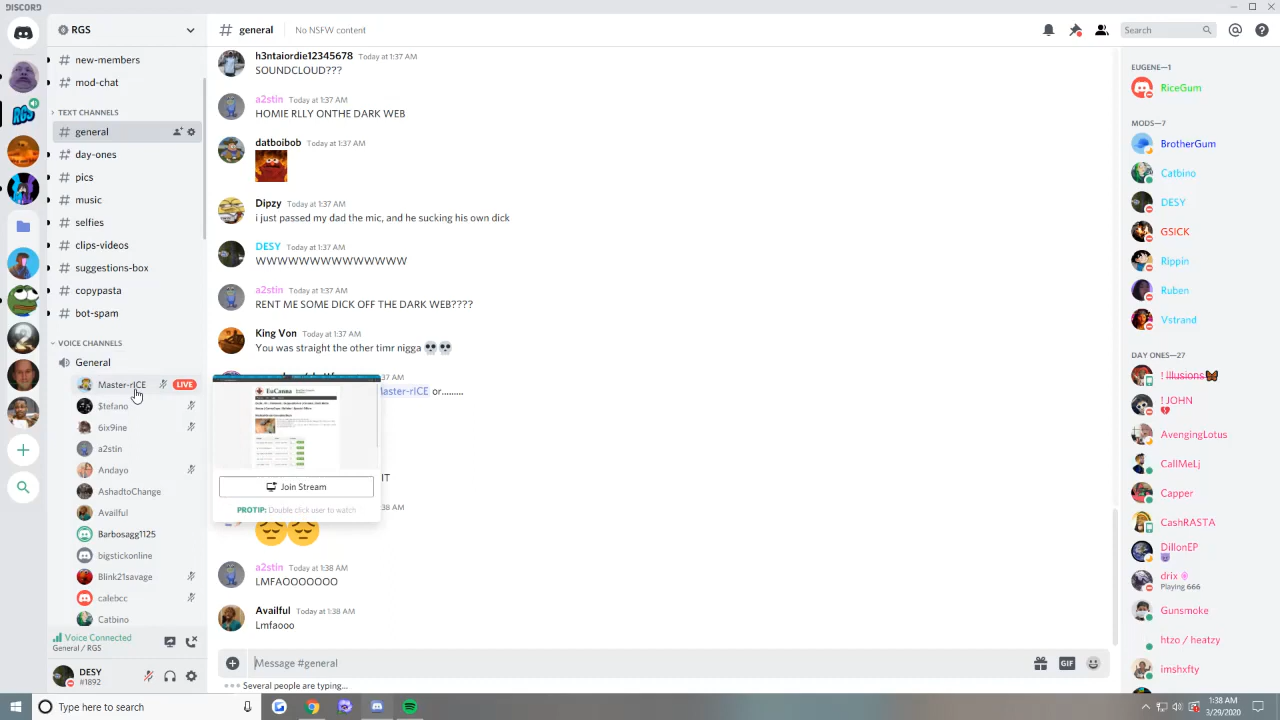 DISCORD
RGS
# general
No NSFW content
Search
members
# mod-chat
TEXT CHANNELS
# general
# day-ones
# pics
# music
# clips-videos
# suggestions-box
# copypasta
# bot-spam
VOICE CHANNELS
General
LIVE
Stefano
a2stin
Andayo
AshadtoChange
Availful
Barbosagg1125
bigstickonline
Blink21savage
calebcc
Catbino
Voice Connected
General / RGS
DESY
#1892
h3ntaiordie12345678 Today at 1:37 AM
SOUNDCLOUD???
a2stin Today at 1:37 AM
HOMIE RLLY ONTHE DARK WEB
datboibob Today at 1:37 AM
Dipzy Today at 1:37 AM
i just passed my dad the mic, and he sucking his own dick
DESY Today at 1:37 AM
WWWWWWWWWWWWWW
a2stin Today at 1:37 AM
RENT ME SOME DICK OFF THE DARK WEB????
King Von Today at 1:37 AM
You was straight the other timr nigga 💀💀
37 AM
Master-rICE or.........
IT
EuCanna
Join Stream
PROTIP: Double click user to watch
38 AM
😔😔
a2stin Today at 1:38 AM
LMFAOOOOOOO
Availful Today at 1:38 AM
Lmfaooo
Message #general
GIF
Several people are typing...
EUGENE—1
RiceGum
MODS—7
BrotherGum
Catbino
DESY
GSICK
Rippin
Ruben
Vstrand
DAY ONES—27
! Illusions🦋
! JOHN
AvengingLotus
CallMeLj
Capper
CashRASTA
DillonEP
drix
Playing 666
Gunsmoke
htzo / heatzy
imshxfty
Type here to search
1:38 AM
3/29/2020